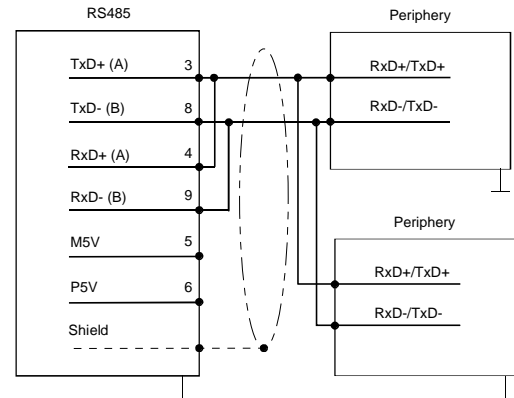 RS485
Periphery
TxD+ (A) 3
RxD+/TxD+
TxD- (B) 8
RxD-/TxD-
RxD+ (A) 4
RxD- (B) 9
M5V 5
Periphery
P5V 6
RxD+/TxD+
RxD-/TxD-
Shield